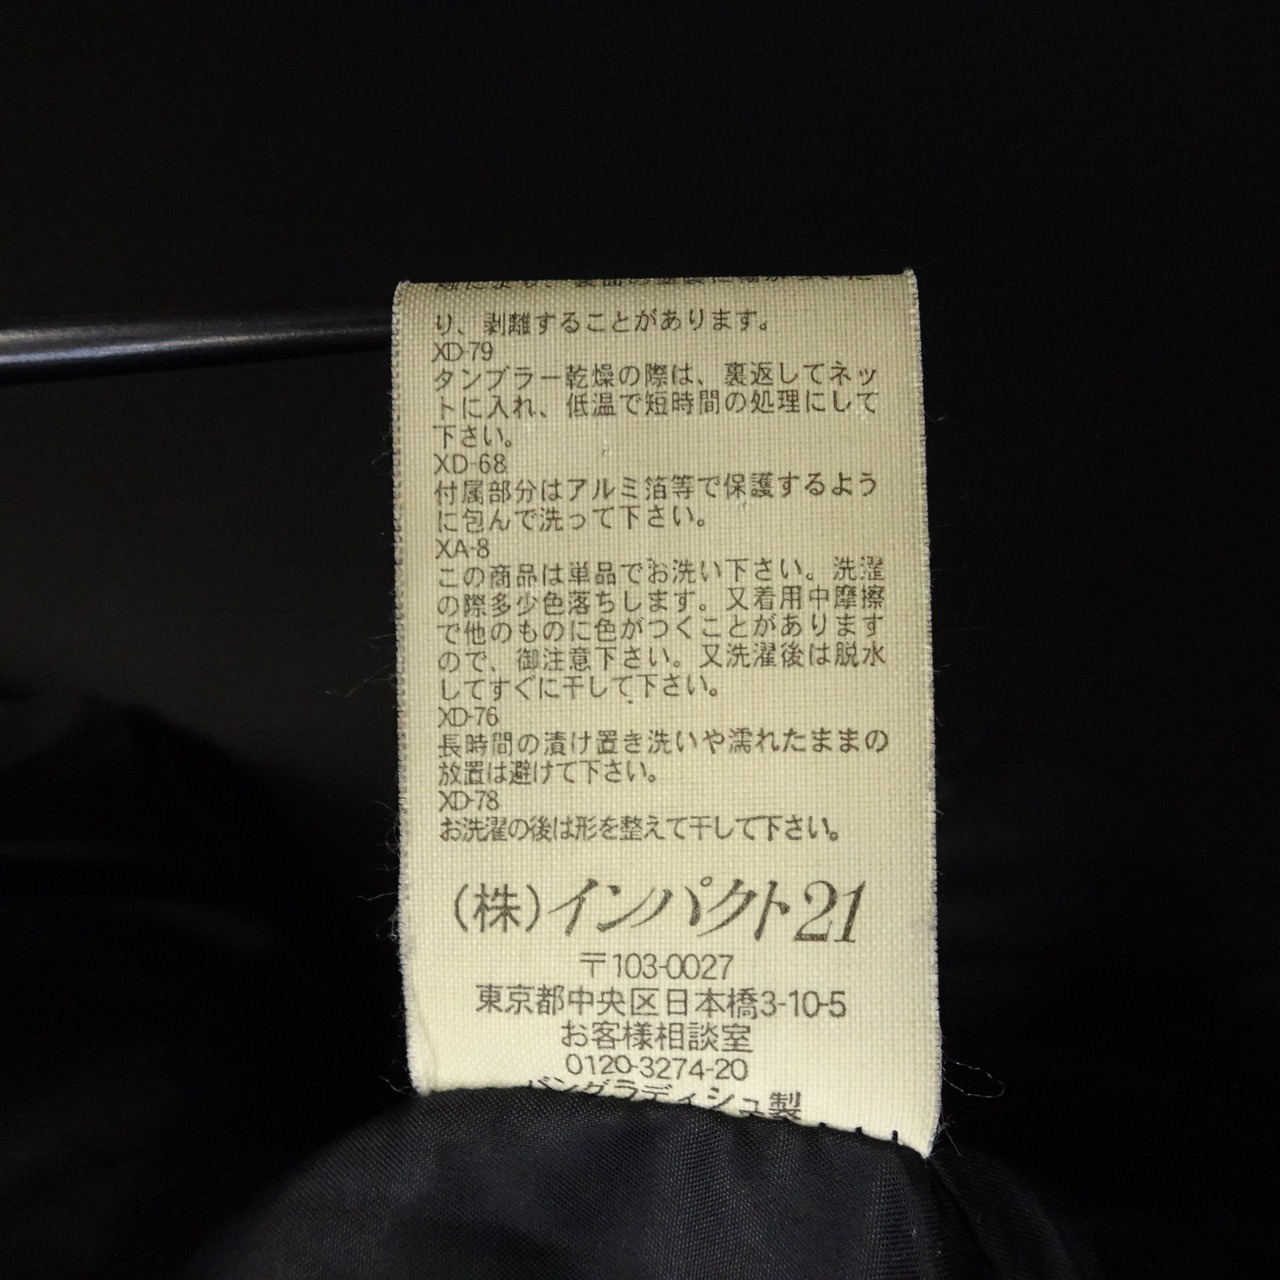 り、剥離することがあります。
XD-79
タンブラー乾燥の際は、裏返してネッ
トに入れ、低温で短時間の処理にして
下さい。
XD-68
付属部分はアルミ箔等で保護するよう
に包んで洗って下さい。
XA-8
この商品は単品でお洗い下さい。洗濯
の際多少色落ちします。又着用中摩擦
で他のものに色がつくことがあります
ので、御注意下さい。又洗濯後は脱水
してすぐに干して下さい。
XD-76
長時間の漬け置き洗いや濡れたままの
放置は避けて下さい。
XD-78
お洗濯の後は形を整えて干して下さい。
(株)インパクト21
〒103-0027
東京都中央区日本橋3-10-5
お客様相談室
0120-3274-20
バングラディシュ製